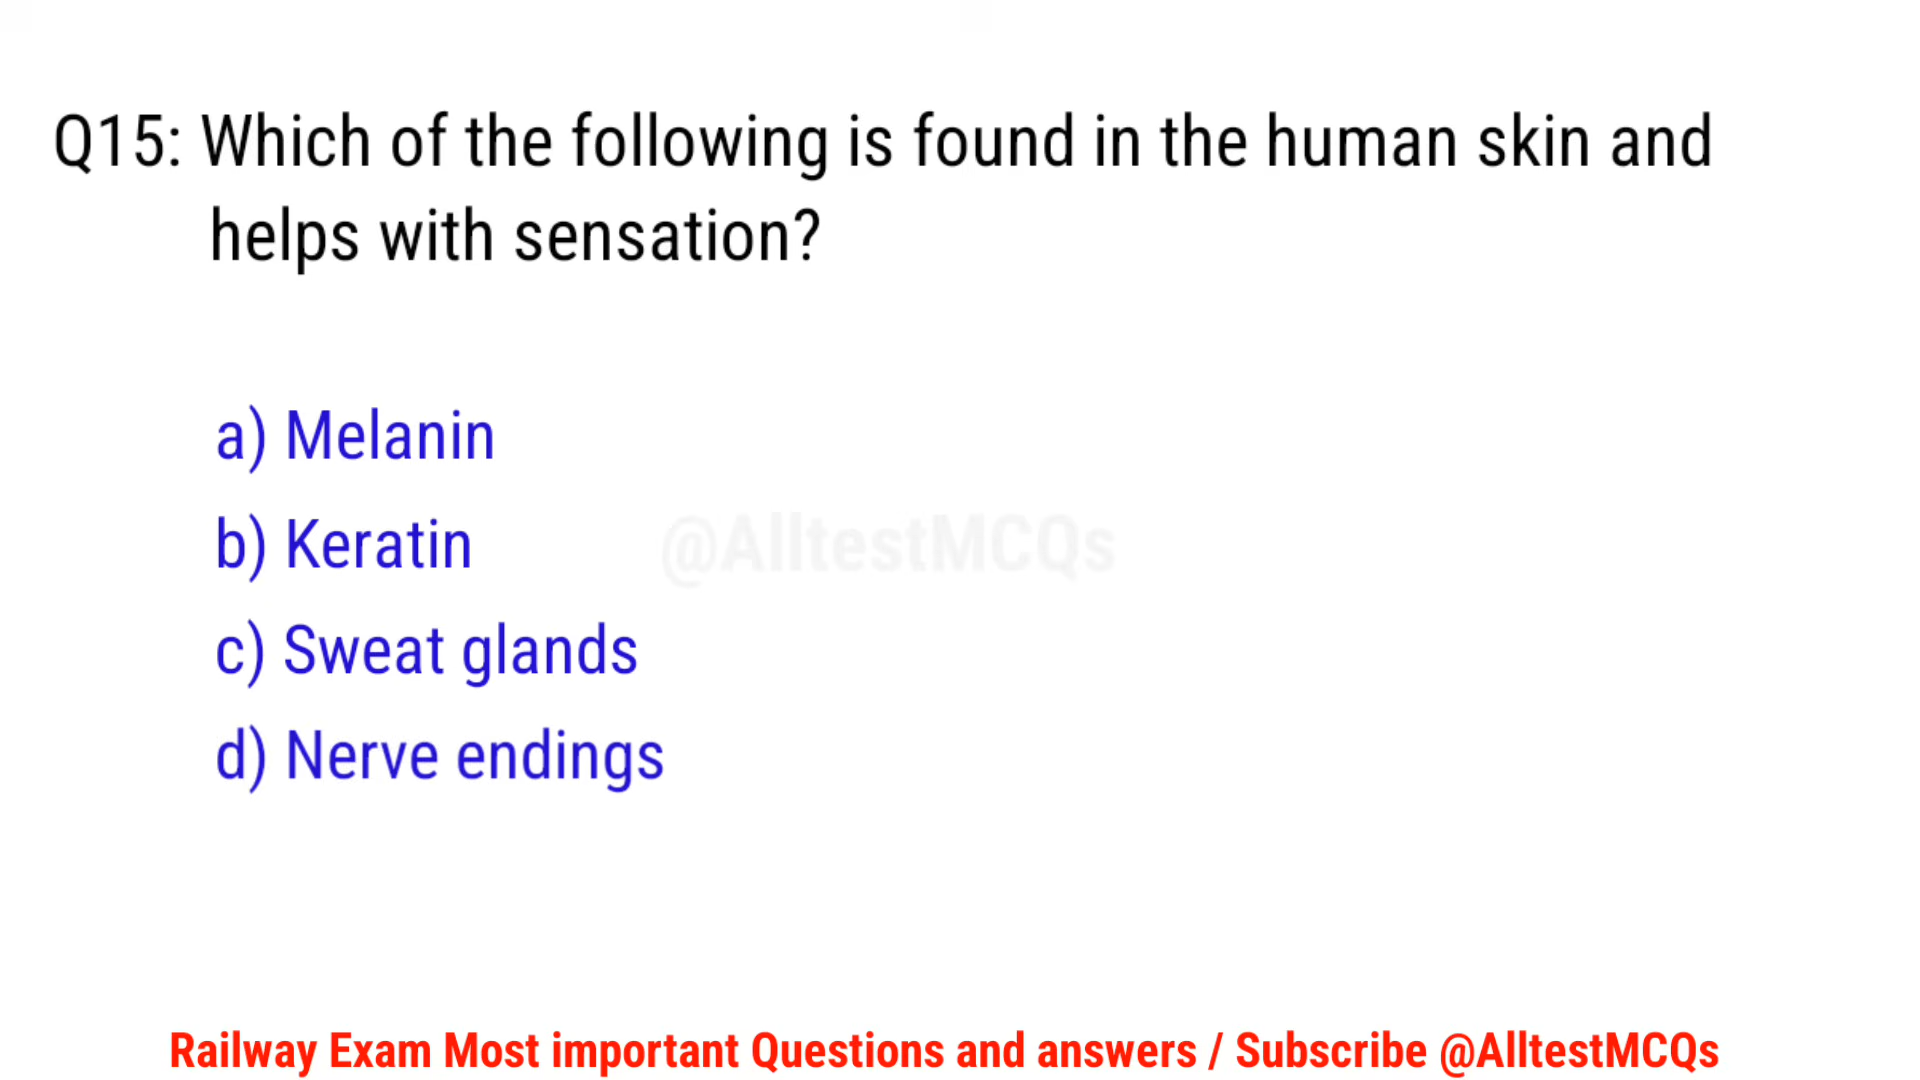 Q15: Which of the following is found in the human skin and
helps with sensation?
a) Melanin
b) Keratin
@AlltestMCQs
c) Sweat glands
d) Nerve endings
Railway Exam Most important Questions and answers / Subscribe @AlltestMCQs